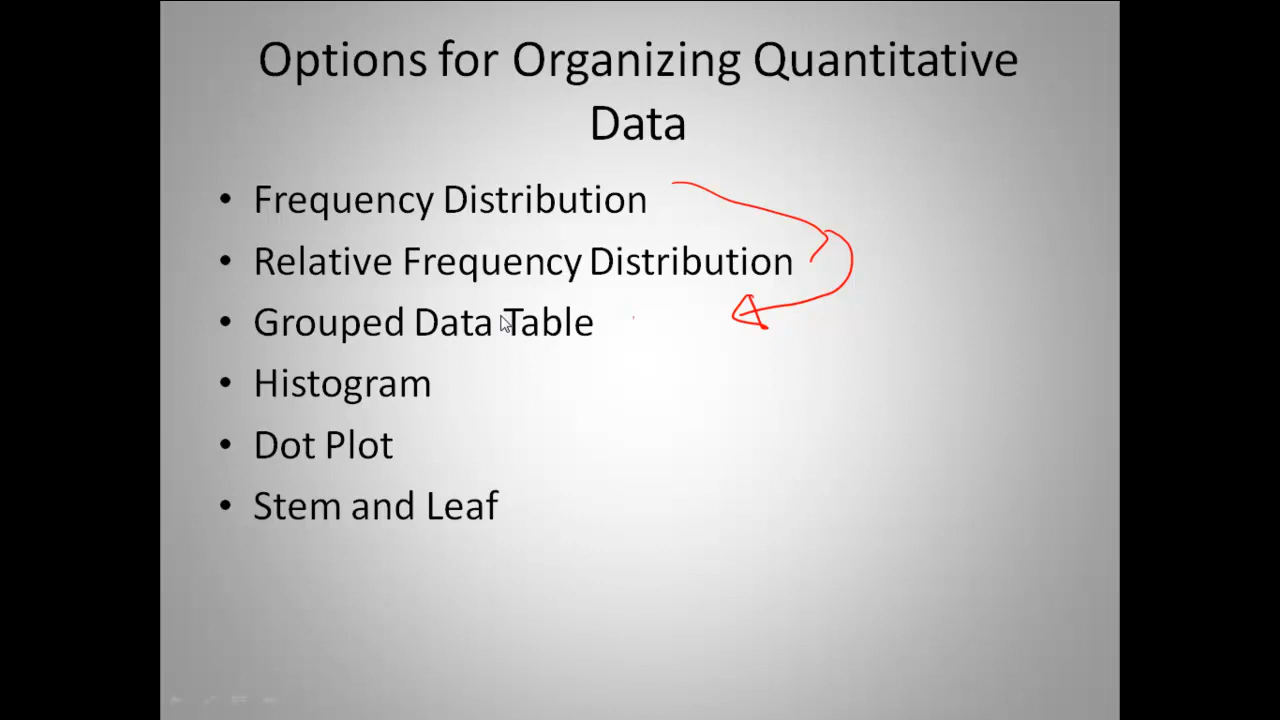 Options for Organizing Quantitative
Data
• Frequency Distribution
• Relative Frequency Distribution
• Grouped Data Table
• Histogram
• Dot Plot
• Stem and Leaf